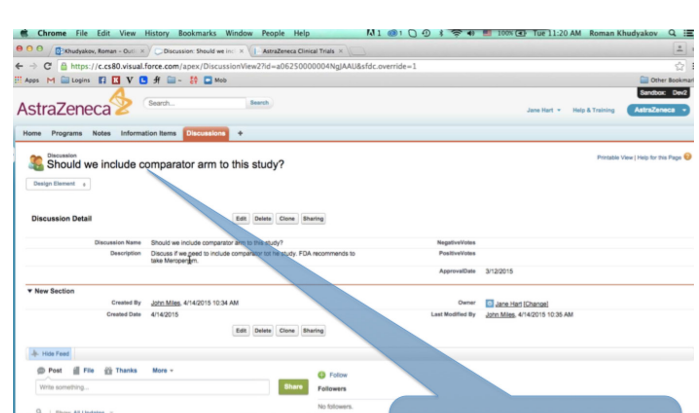 Chrome File Edit View History Bookmarks Window People Help 100% Tue 11:20 AM Roman Khudyakov
Khudyakov, Roman - Outl Discussion: Should we incl AstraZeneca Clinical Trials
https://c.cs80.visual.force.com/apex/DiscussionView2?id=a06250000004NgJAAU&sfdc.override=1
Apps Logins Mob Other Bookmar
Sandbox: Dev2
AstraZeneca Search... Search Jane Hart Help & Training AstraZeneca
Home Programs Notes Information Items Discussions +
Discussion
Should we include comparator arm to this study?
Printable View | Help for this Page
Design Element
Discussion Detail Edit Delete Clone Sharing
Discussion Name Should we include comparator arm to this study? NegativeVotes
Description Discuss if we need to include comparator study. FDA recommends to PositiveVotes
take Meropenem.
ApprovalDate 3/12/2015
New Section
Created By John Miles, 4/14/2015 10:34 AM Owner Jane Hart [Change]
Created Date 4/14/2015 Last Modified By John Miles, 4/14/2015 10:35 AM
Edit Delete Clone Sharing
Hide Feed
Post File Thanks More Follow
Write something... Share Followers
No followers.
Show All Updates